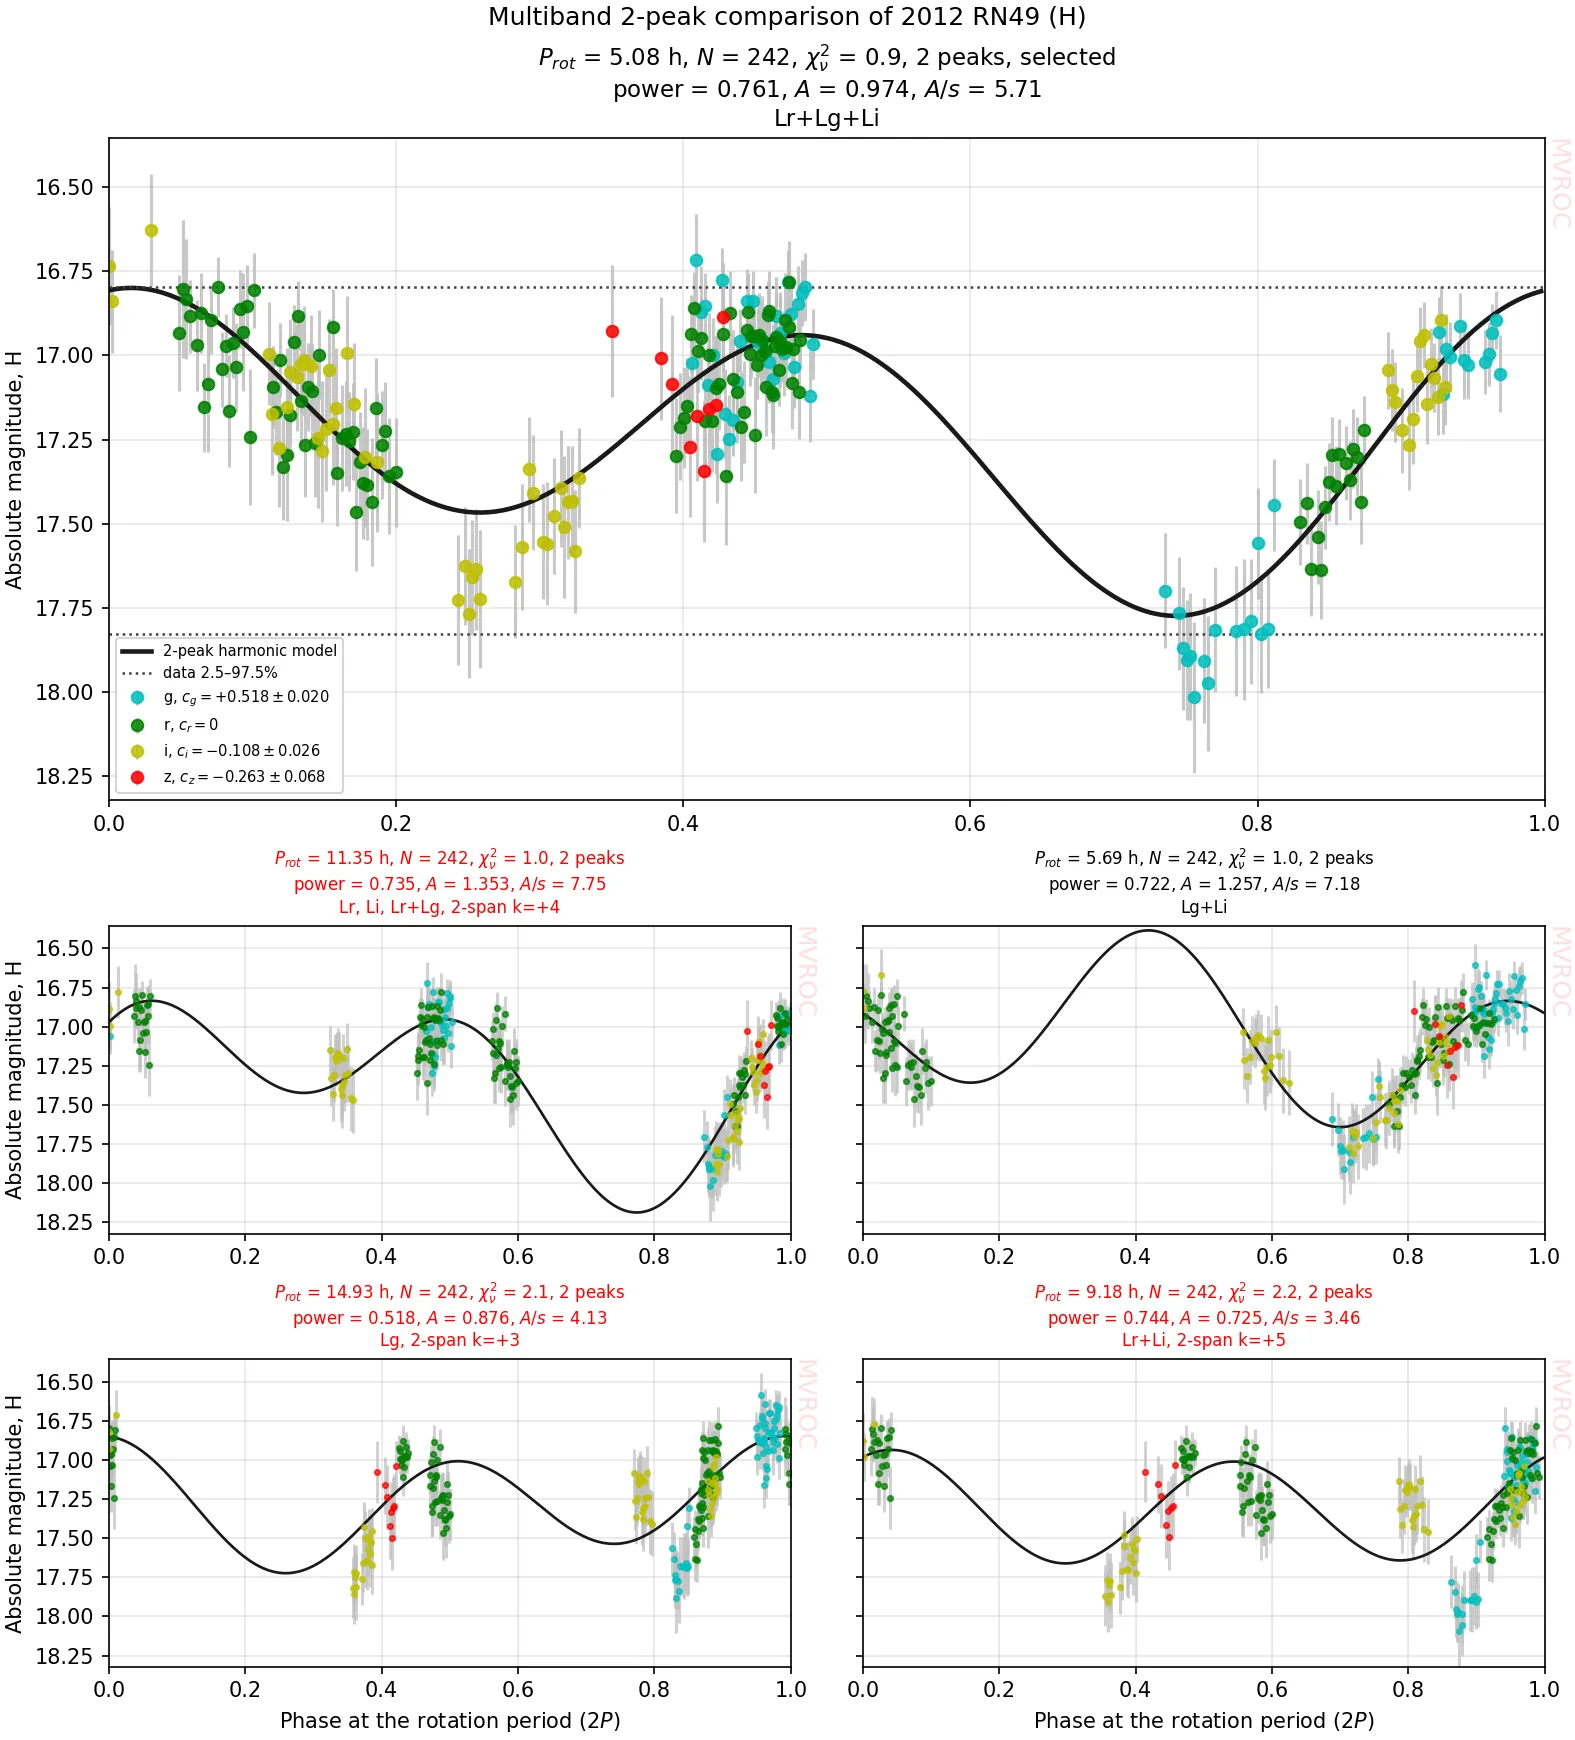 Multiband 2-peak comparison of 2012 RN49 (H)
P_rot = 5.08 h, N = 242, χ²_ν = 0.9, 2 peaks, selected
power = 0.761, A = 0.974, A/s = 5.71
Lr+Lg+Li
Absolute magnitude, H
16.50
16.75
17.00
17.25
17.50
17.75
18.00
18.25
2-peak harmonic model
data 2.5–97.5%
g, c_g = +0.518 ± 0.020
r, c_r = 0
i, c_i = −0.108 ± 0.026
z, c_z = −0.263 ± 0.068
0.0 0.2 0.4 0.6 0.8 1.0
MVROC
P_rot = 11.35 h, N = 242, χ²_ν = 1.0, 2 peaks
power = 0.735, A = 1.353, A/s = 7.75
Lr, Li, Lr+Lg, 2-span k=+4
Absolute magnitude, H
16.50
16.75
17.00
17.25
17.50
17.75
18.00
18.25
0.0 0.2 0.4 0.6 0.8 1.0
MVROC
P_rot = 5.69 h, N = 242, χ²_ν = 1.0, 2 peaks
power = 0.722, A = 1.257, A/s = 7.18
Lg+Li
0.0 0.2 0.4 0.6 0.8 1.0
MVROC
P_rot = 14.93 h, N = 242, χ²_ν = 2.1, 2 peaks
power = 0.518, A = 0.876, A/s = 4.13
Lg, 2-span k=+3
Absolute magnitude, H
16.50
16.75
17.00
17.25
17.50
17.75
18.00
18.25
0.0 0.2 0.4 0.6 0.8 1.0
Phase at the rotation period (2P)
MVROC
P_rot = 9.18 h, N = 242, χ²_ν = 2.2, 2 peaks
power = 0.744, A = 0.725, A/s = 3.46
Lr+Li, 2-span k=+5
0.0 0.2 0.4 0.6 0.8 1.0
Phase at the rotation period (2P)
MVROC